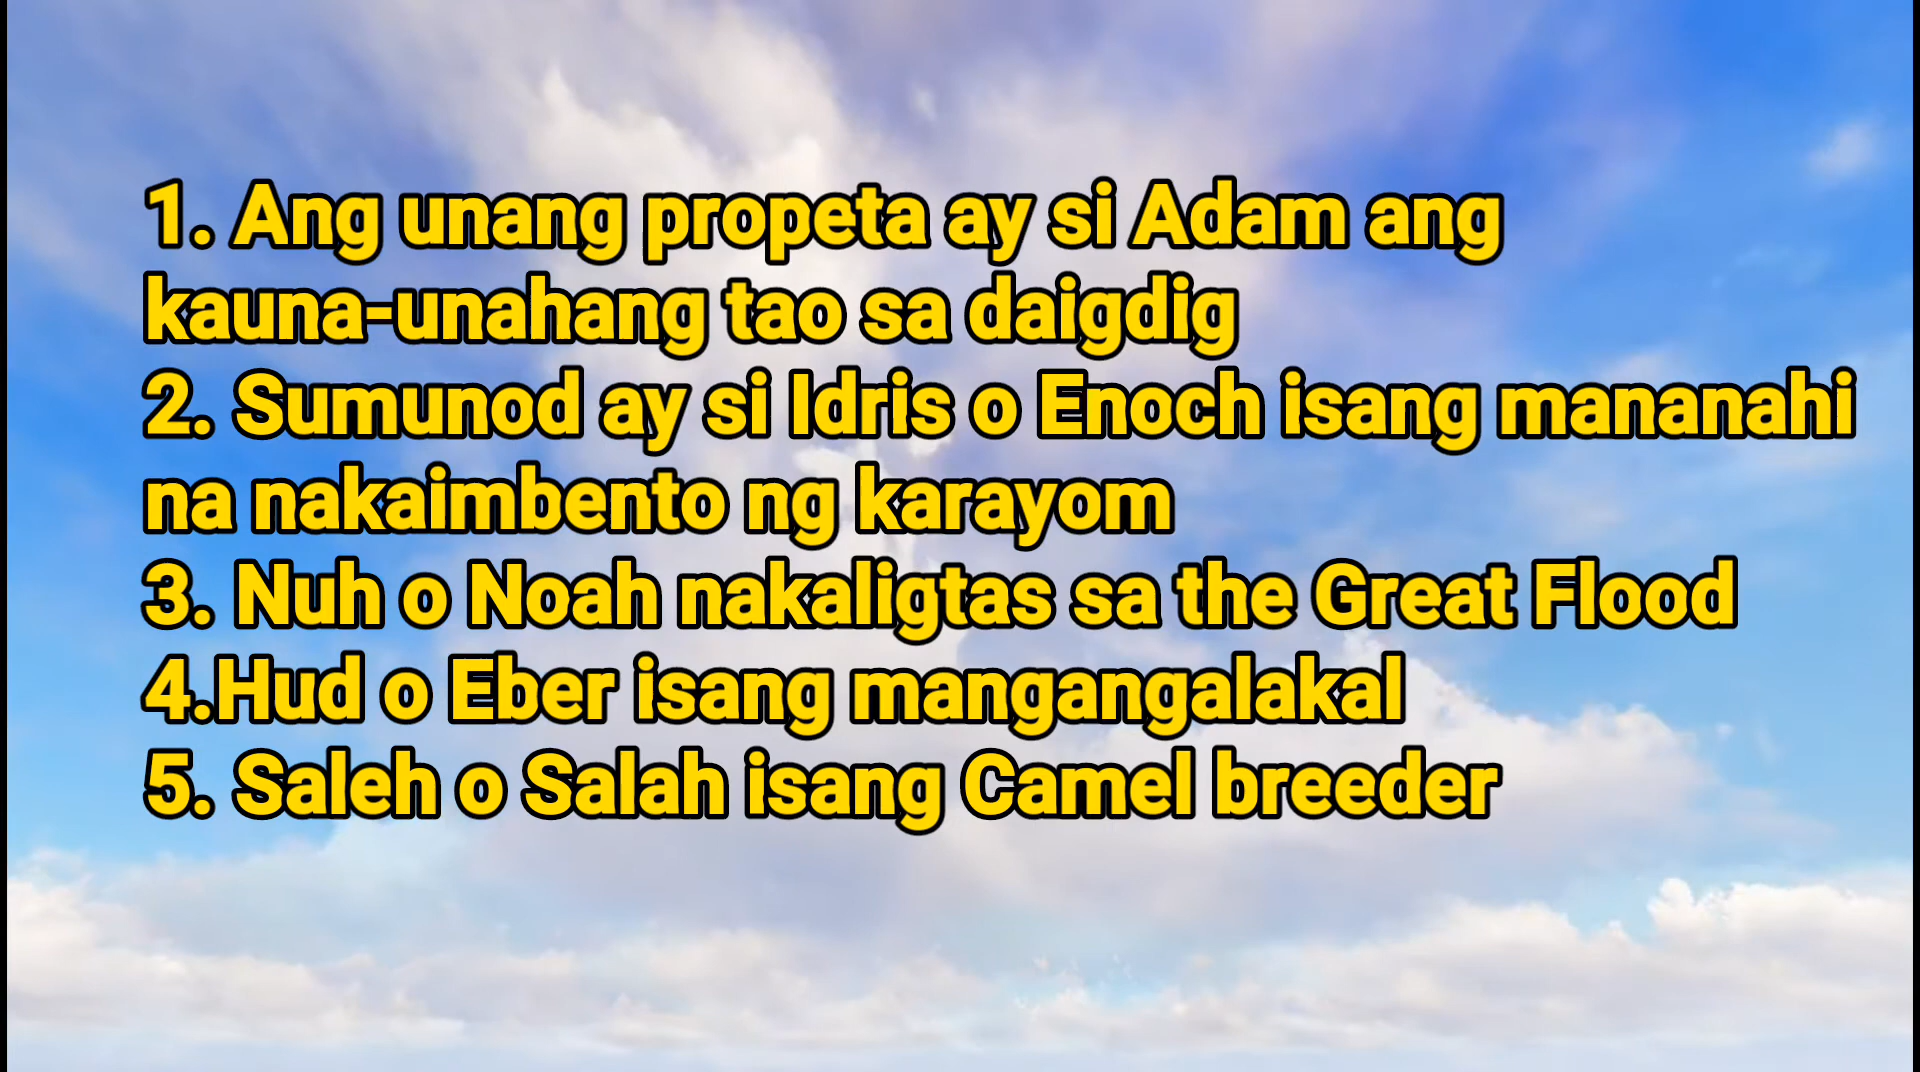 1. Ang unang propeta ay si Adam ang
kauna-unahang tao sa daigdig
2. Sumunod ay si Idris o Enoch isang mananahi
na nakaimbento ng karayom
3. Nuh o Noah nakaligtas sa the Great Flood
4.Hud o Eber isang mangangalakal
5. Saleh o Salah isang Camel breeder